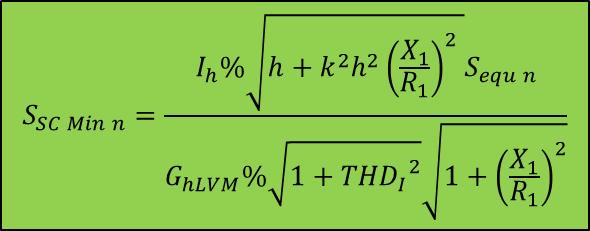 S_{SC Min n} = \frac{I_h\% \sqrt{h + k^2 h^2 \left(\frac{X_1}{R_1}\right)^2} S_{equ n}}{G_{hLVM}\% \sqrt{1 + {THD_I}^2} \sqrt{1 + \left(\frac{X_1}{R_1}\right)^2}}